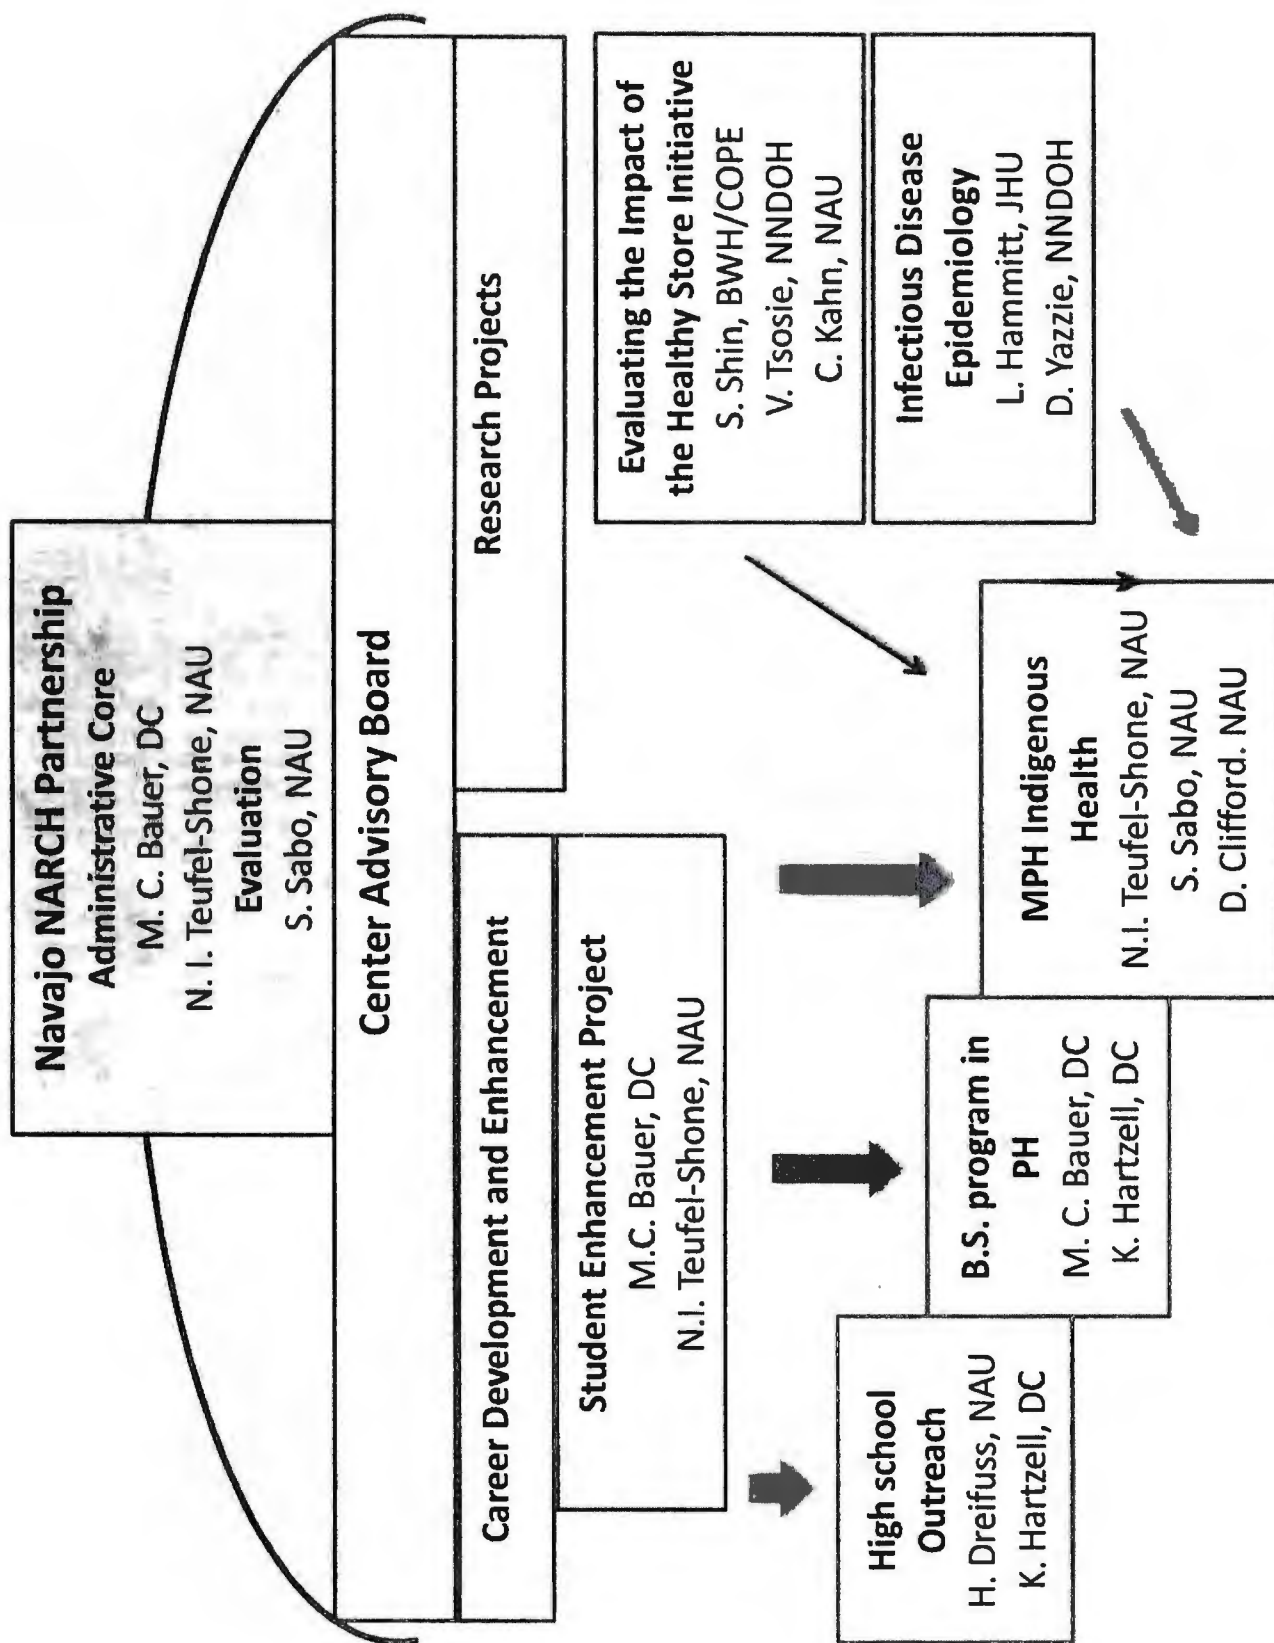 Navajo NARCH Partnership
Administrative Core
M. C. Bauer, DC
N. I. Teufel-Shone, NAU
Evaluation
S. Sabo, NAU
Center Advisory Board
Career Development and Enhancement
Research Projects
Student Enhancement Project
M.C. Bauer, DC
N.I. Teufel-Shone, NAU
Evaluating the Impact of
the Healthy Store Initiative
S. Shin, BWH/COPE
V. Tsosie, NNDOH
C. Kahn, NAU
Infectious Disease
Epidemiology
L. Hammitt, JHU
D. Yazzie, NNDOH
High school
Outreach
H. Dreifuss, NAU
K. Hartzell, DC
B.S. program in
PH
M. C. Bauer, DC
K. Hartzell, DC
MPH Indigenous
Health
N.I. Teufel-Shone, NAU
S. Sabo, NAU
D. Clifford. NAU